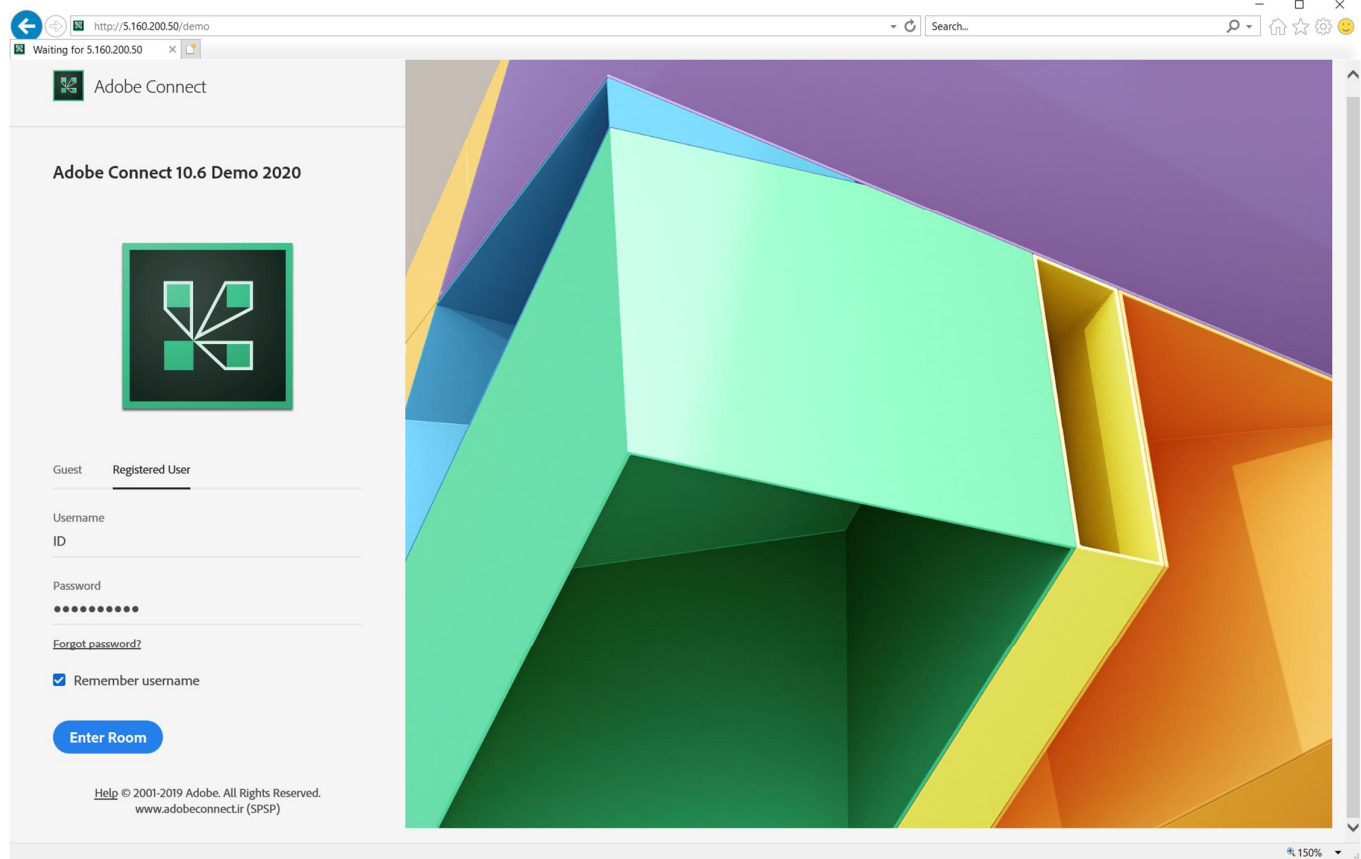 http://5.160.200.50/demo
Search...
Waiting for 5.160.200.50
Adobe Connect
Adobe Connect 10.6 Demo 2020
Guest Registered User
Username
ID
Password
●●●●●●●●●●
Forgot password?
Remember username
Enter Room
Help © 2001-2019 Adobe. All Rights Reserved.
www.adobeconnect.ir (SPSP)
150%